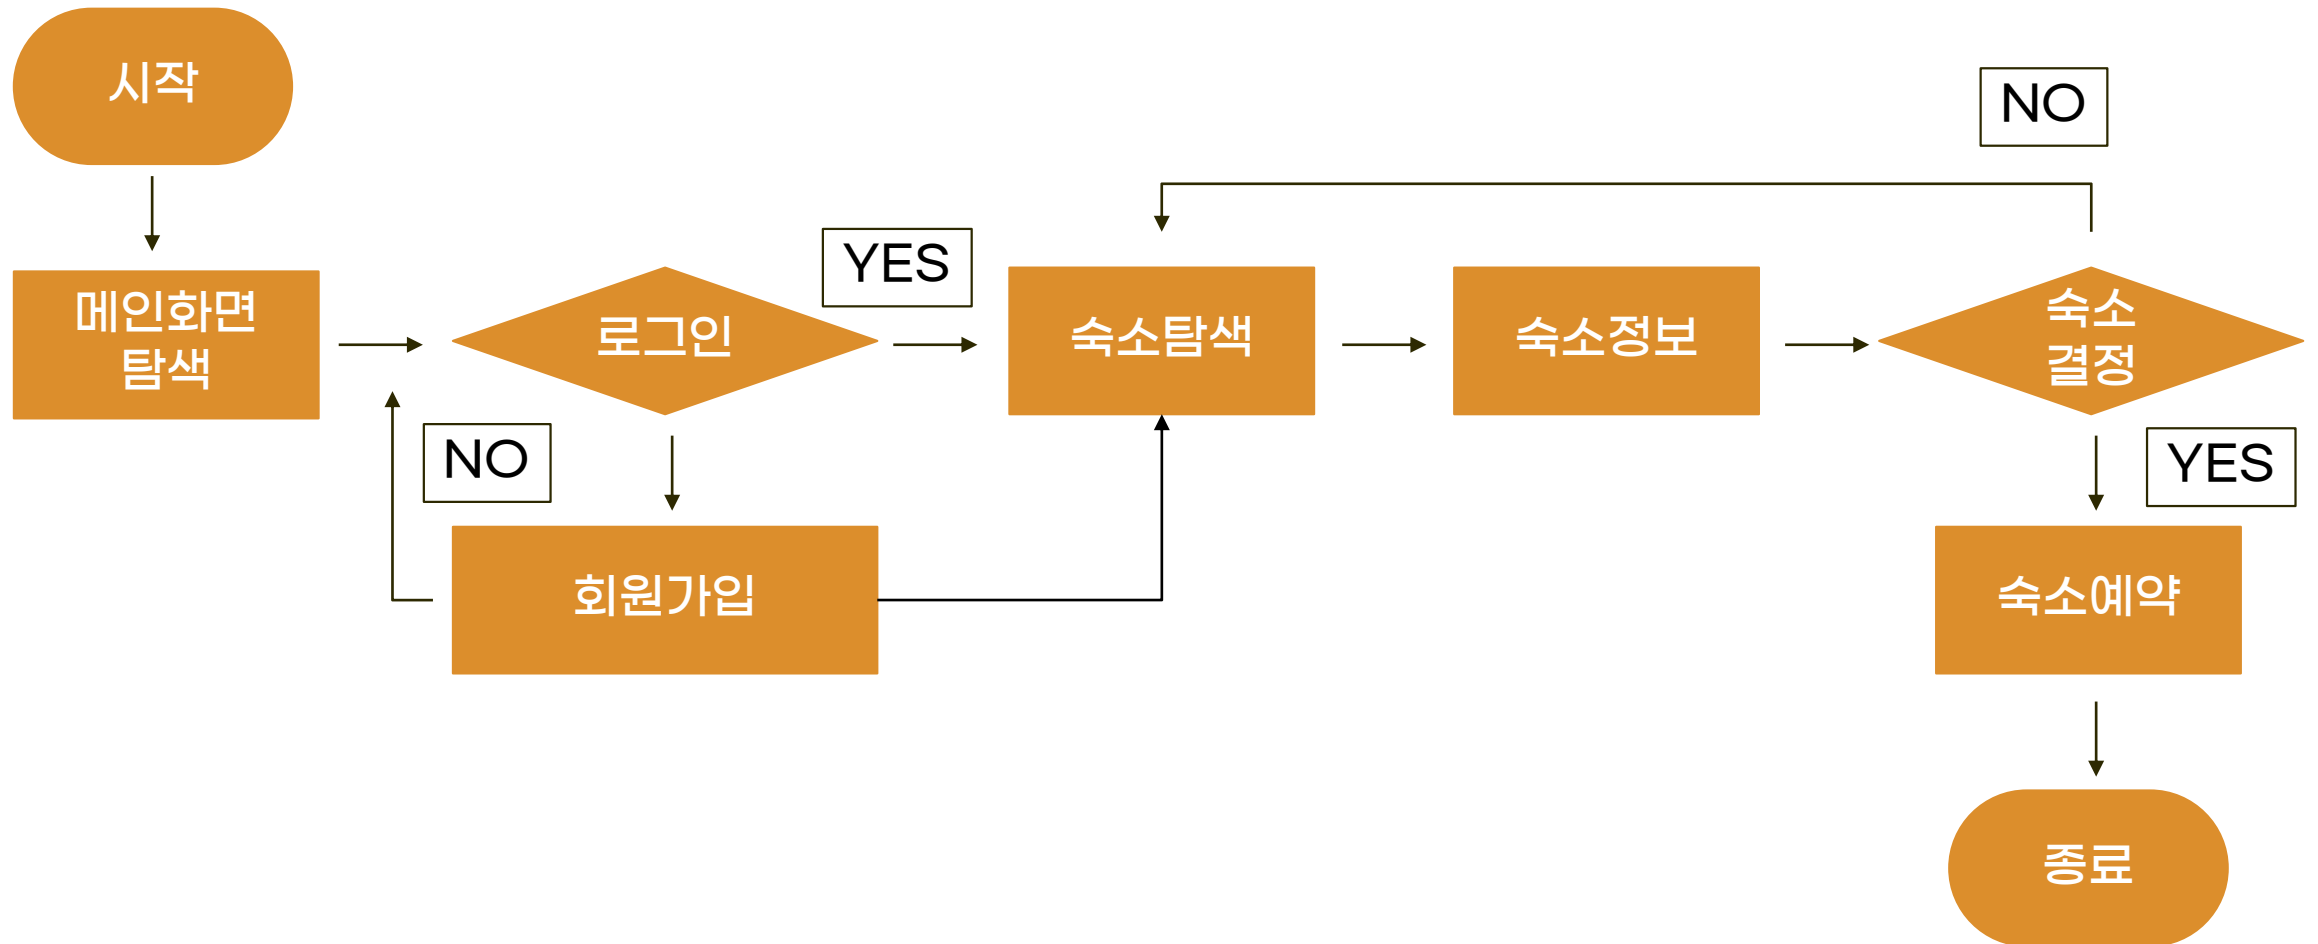 시작
NO
YES
메인화면
탐색
로그인
숙소탐색
숙소정보
숙소
결정
NO
YES
회원가입
숙소예약
종료